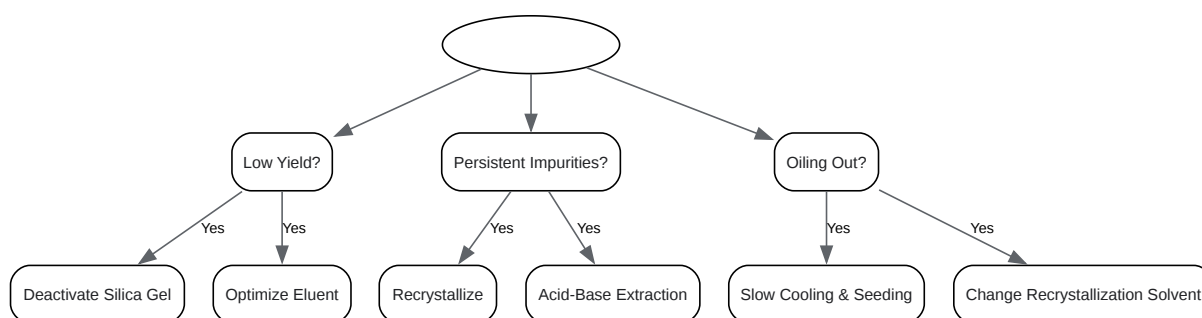 Low Yield?
Persistent Impurities?
Oiling Out?
Yes
Yes
Yes
Yes
Yes
Yes
Deactivate Silica Gel
Optimize Eluent
Recrystallize
Acid-Base Extraction
Slow Cooling & Seeding
Change Recrystallization Solvent